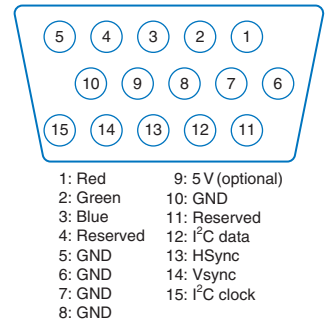 5 4 3 2 1
10 9 8 7 6
15 14 13 12 11
1: Red
2: Green
3: Blue
4: Reserved
5: GND
6: GND
7: GND
8: GND
9: 5 V (optional)
10: GND
11: Reserved
12: I²C data
13: HSync
14: Vsync
15: I²C clock